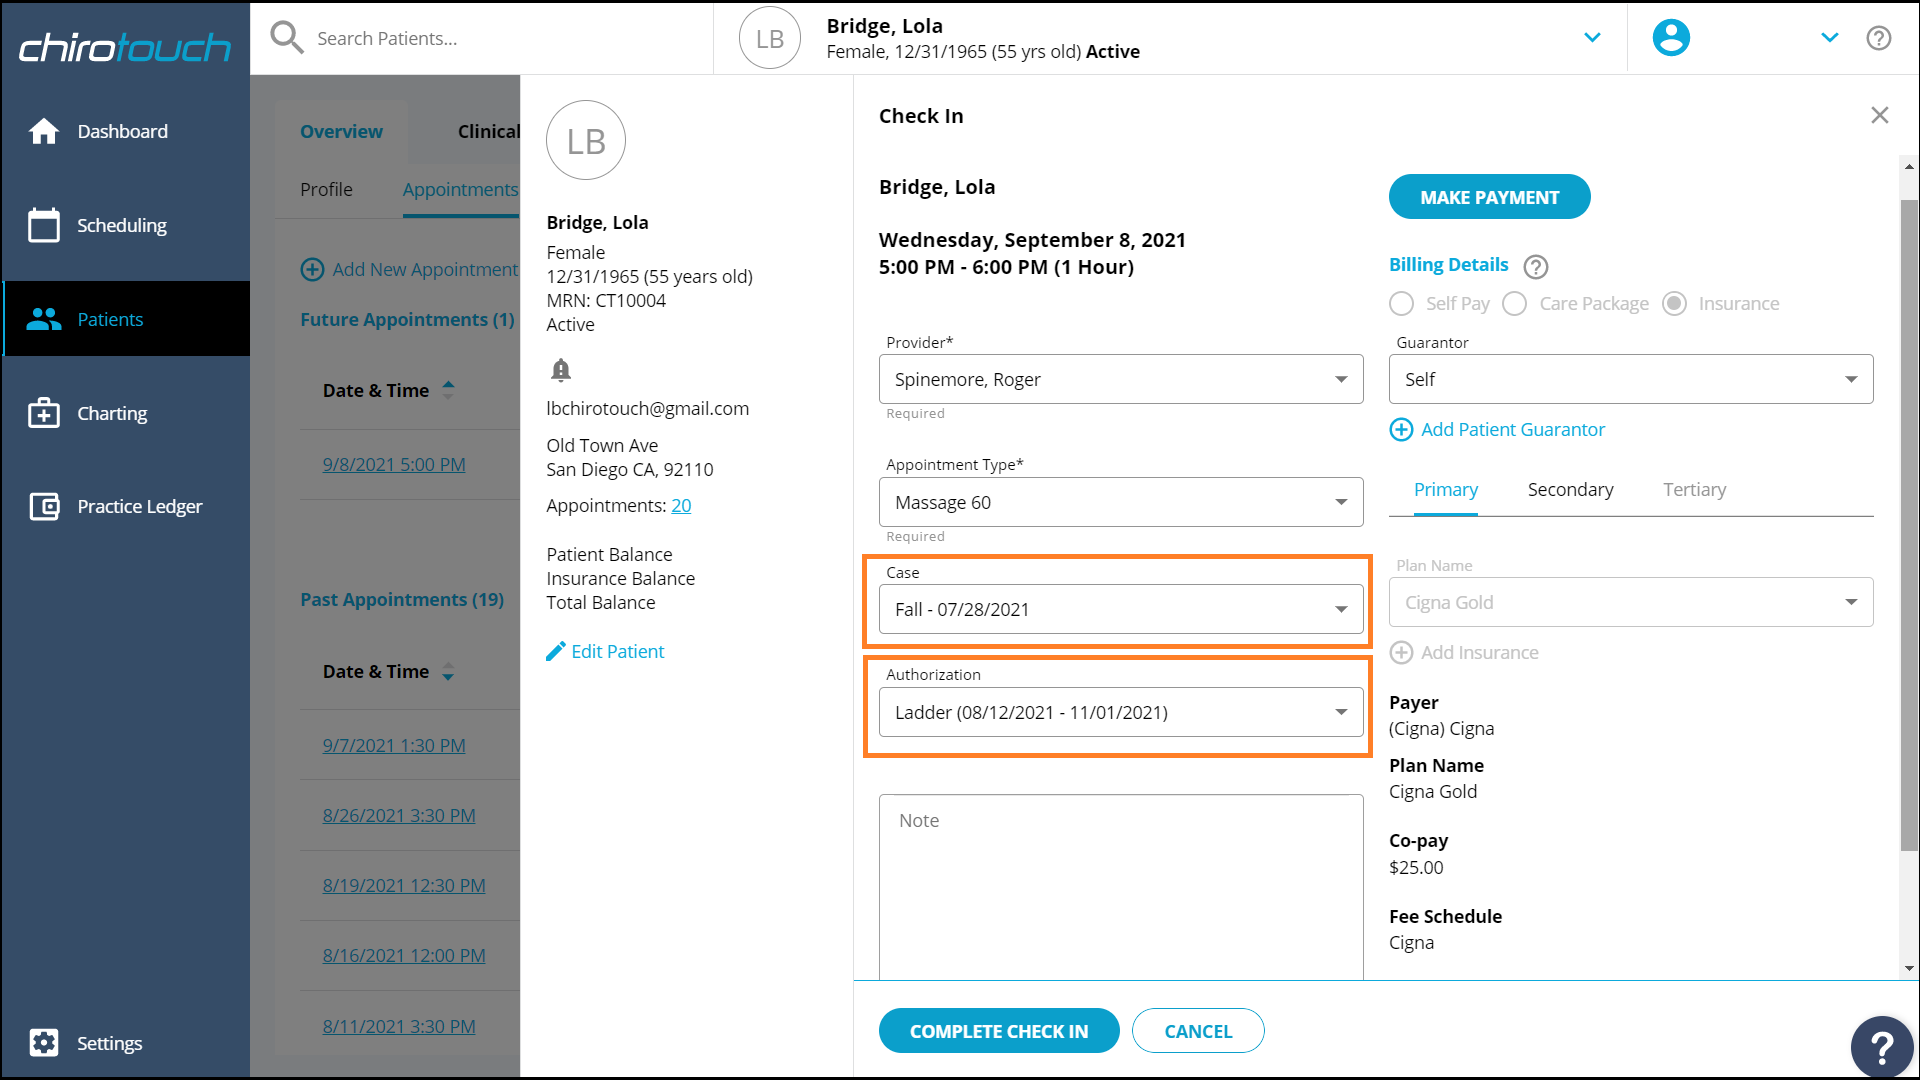 chirotouch
Dashboard
Scheduling
Patients
Charting
Practice Ledger
Settings
Search Patients...
LB
Bridge, Lola
Female, 12/31/1965 (55 yrs old) Active
Overview
Clinical
Profile
Appointments
Add New Appointment
Future Appointments (1)
Date & Time
9/8/2021 5:00 PM
Past Appointments (19)
Date & Time
9/7/2021 1:30 PM
8/26/2021 3:30 PM
8/19/2021 12:30 PM
8/16/2021 12:00 PM
8/11/2021 3:30 PM
LB
Bridge, Lola
Female
12/31/1965 (55 years old)
MRN: CT10004
Active
lbchirotouch@gmail.com
Old Town Ave
San Diego CA, 92110
Appointments: 20
Patient Balance
Insurance Balance
Total Balance
Edit Patient
Check In
Bridge, Lola
Wednesday, September 8, 2021
5:00 PM - 6:00 PM (1 Hour)
Provider*
Spinemore, Roger
Required
Appointment Type*
Massage 60
Required
Case
Fall - 07/28/2021
Authorization
Ladder (08/12/2021 - 11/01/2021)
Note
MAKE PAYMENT
Billing Details ?
Self Pay Care Package Insurance
Guarantor
Self
Add Patient Guarantor
Primary Secondary Tertiary
Plan Name
Cigna Gold
Add Insurance
Payer
(Cigna) Cigna
Plan Name
Cigna Gold
Co-pay
$25.00
Fee Schedule
Cigna
COMPLETE CHECK IN
CANCEL
?